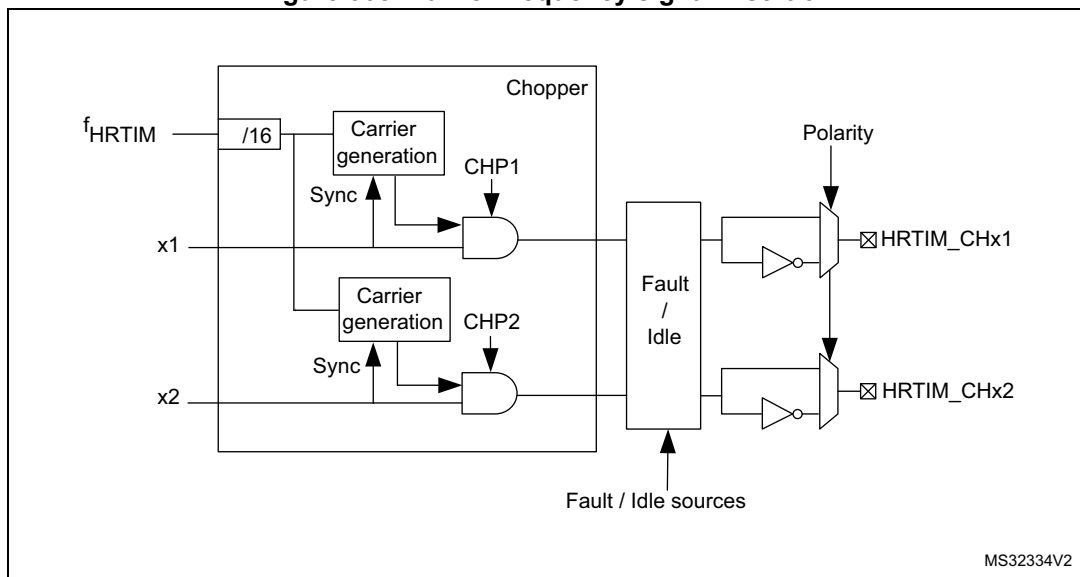 Chopper
fHRTIM
/16
Carrier
generation
CHP1
Sync
x1
Carrier
generation
CHP2
Sync
x2
Fault
/
Idle
Polarity
HRTIM_CHx1
HRTIM_CHx2
Fault / Idle sources
MS32334V2